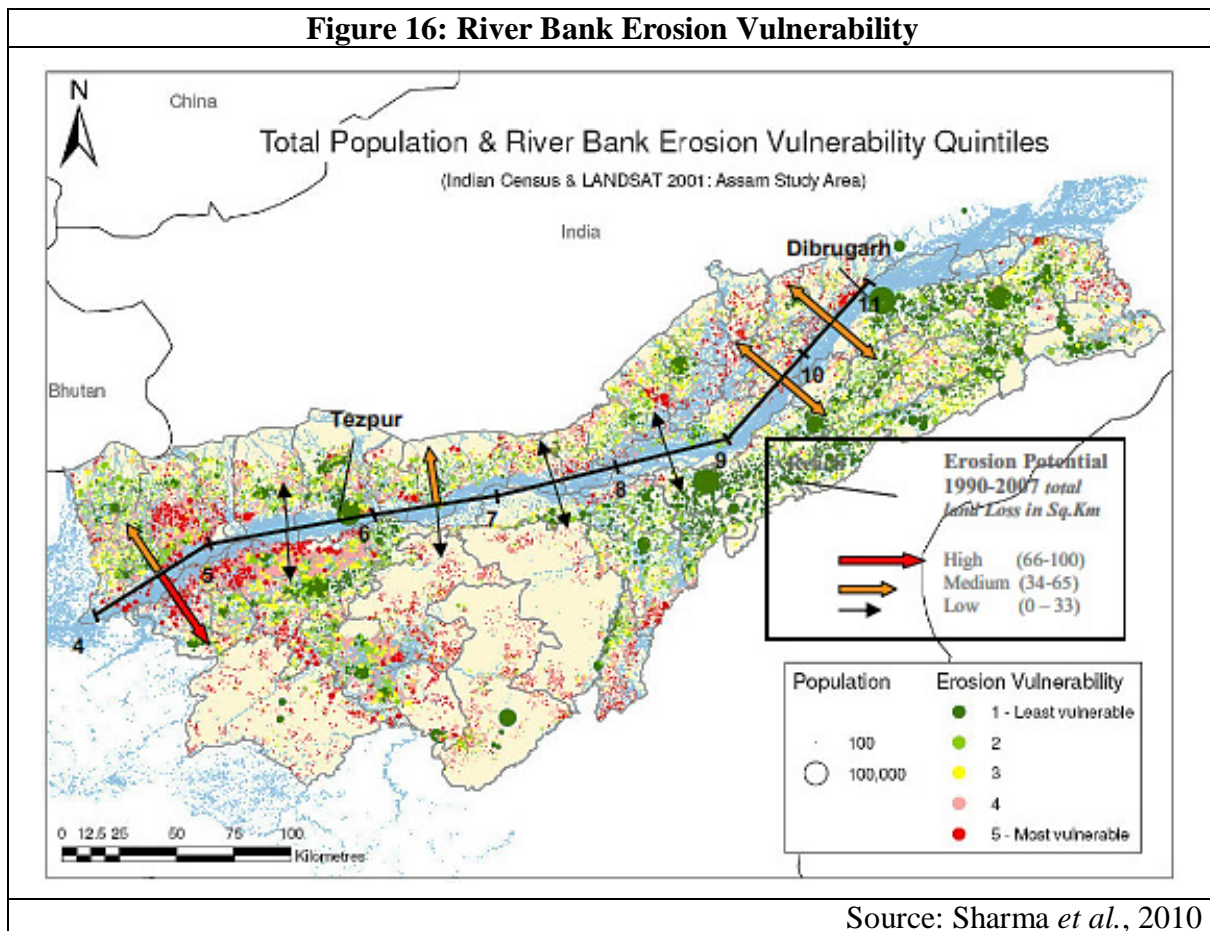 Figure 16: River Bank Erosion Vulnerability
N
China
Total Population & River Bank Erosion Vulnerability Quintiles
(Indian Census & LANDSAT 2001: Assam Study Area)
India
Dibrugarh
11
Bhutan
10
Tezpur
9
8
7
6
5
4
Erosion Potential
1990-2007 total
land Loss in Sq.Km
High (66-100)
Medium (34-65)
Low (0 – 33)
Population
100
100,000
Erosion Vulnerability
1 - Least vulnerable
2
3
4
5 - Most vulnerable
0 12.5 25 50 75 100
Kilometres
Source: Sharma et al., 2010